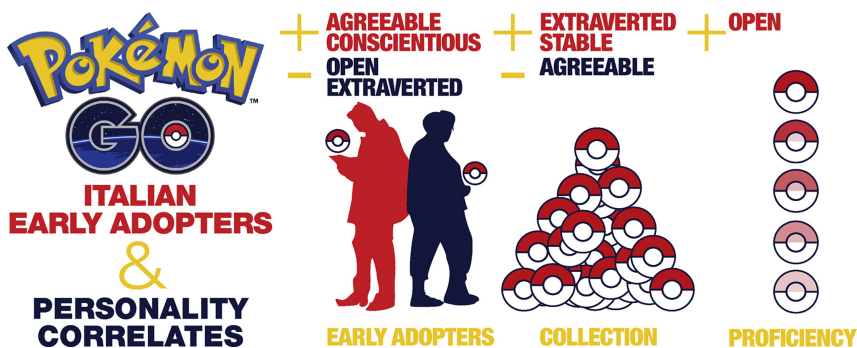 POKéMON
™
GO
ITALIAN
EARLY ADOPTERS
&
PERSONALITY
CORRELATES
+ AGREEABLE
CONSCIENTIOUS
- OPEN
EXTRAVERTED
EARLY ADOPTERS
+ EXTRAVERTED
STABLE
- AGREEABLE
COLLECTION
+ OPEN
PROFICIENCY